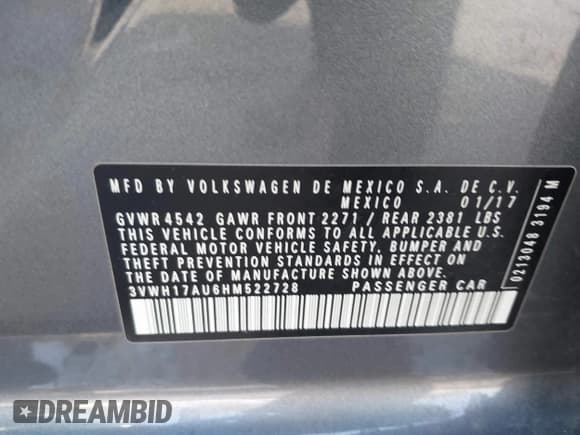 MFD BY VOLKSWAGEN DE MEXICO S.A. DE C.V.
MEXICO 01/17
GVWR 4542 GAWR FRONT 2271 / REAR 2381 LBS
THIS VEHICLE CONFORMS TO ALL APPLICABLE U.S.
FEDERAL MOTOR VEHICLE SAFETY, BUMPER AND
THEFT PREVENTION STANDARDS IN EFFECT ON
THE DATE OF MANUFACTURE SHOWN ABOVE.
3VWH17AU6HM522728 PASSENGER CAR
0213048 3194 M
DREAMBID